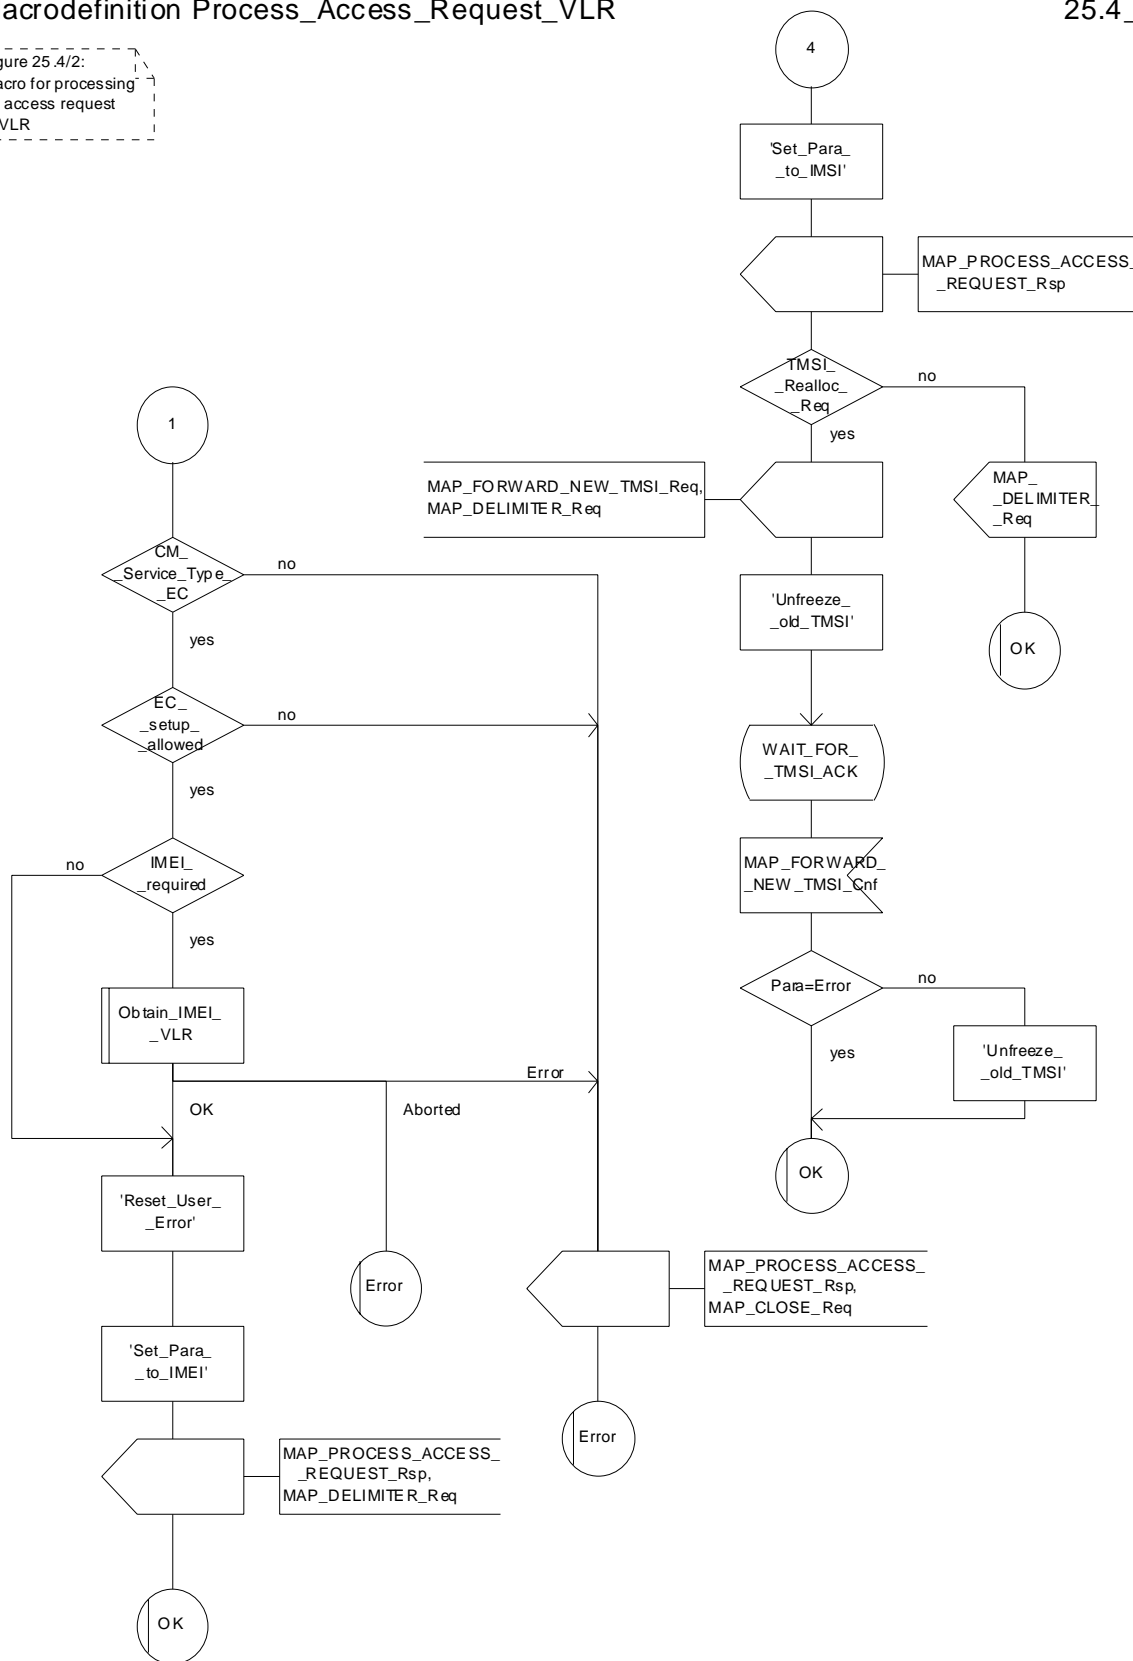 acrodefinition Process_Access_Request_VLR
25.4_
gure 25.4/2:
acro for processing
access request
VLR
4
'Set_Para_
_to_IMSI'
MAP_PROCESS_ACCESS_
_REQUEST_Rsp
TMSI_
_Realloc_
_Req
no
yes
MAP_FORWARD_NEW_TMSI_Req,
MAP_DELIMITER_Req
MAP_
_DELIMITER_
_Req
'Unfreeze_
_old_TMSI'
OK
WAIT_FOR_
_TMSI_ACK
MAP_FORWARD_
_NEW_TMSI_Cnf
Para=Error
no
yes
'Unfreeze_
_old_TMSI'
OK
1
CM_
_Service_Type_
_EC
no
yes
EC_
_setup_
_allowed
no
yes
IMEI_
_required
no
yes
Obtain_IMEI_
_VLR
Error
OK
Aborted
'Reset_User_
_Error'
Error
MAP_PROCESS_ACCESS_
_REQUEST_Rsp,
MAP_CLOSE_Req
'Set_Para_
_to_IMEI'
Error
MAP_PROCESS_ACCESS_
_REQUEST_Rsp,
MAP_DELIMITER_Req
OK